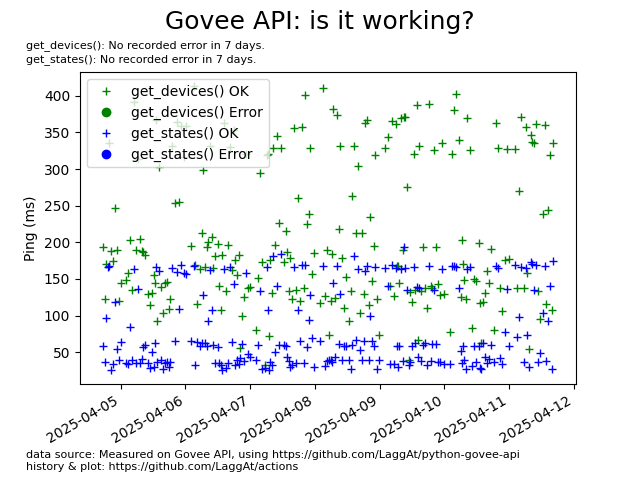 Govee API: is it working?
get_devices(): No recorded error in 7 days.
get_states(): No recorded error in 7 days.
get_devices() OK
get_devices() Error
get_states() OK
get_states() Error
Ping (ms)
400
350
300
250
200
150
100
50
2025-04-05
2025-04-06
2025-04-07
2025-04-08
2025-04-09
2025-04-10
2025-04-11
2025-04-12
data source: Measured on Govee API, using https://github.com/LaggAt/python-govee-api
history & plot: https://github.com/LaggAt/actions